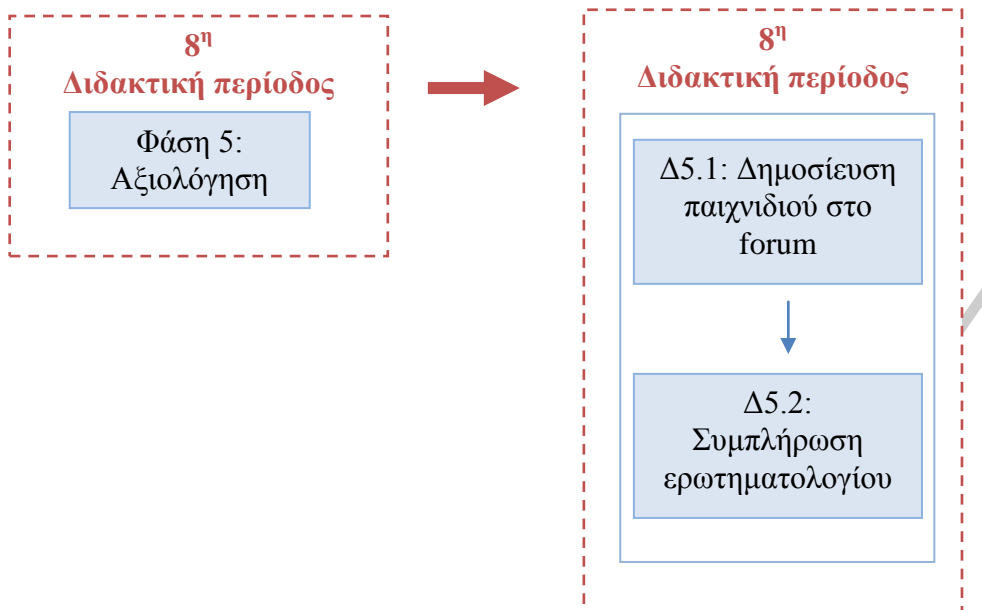 8η
Διδακτική περίοδος
Φάση 5:
Αξιολόγηση
8η
Διδακτική περίοδος
Δ5.1: Δημοσίευση
παιχνιδιού στο
forum
Δ5.2:
Συμπλήρωση
ερωτηματολογίου